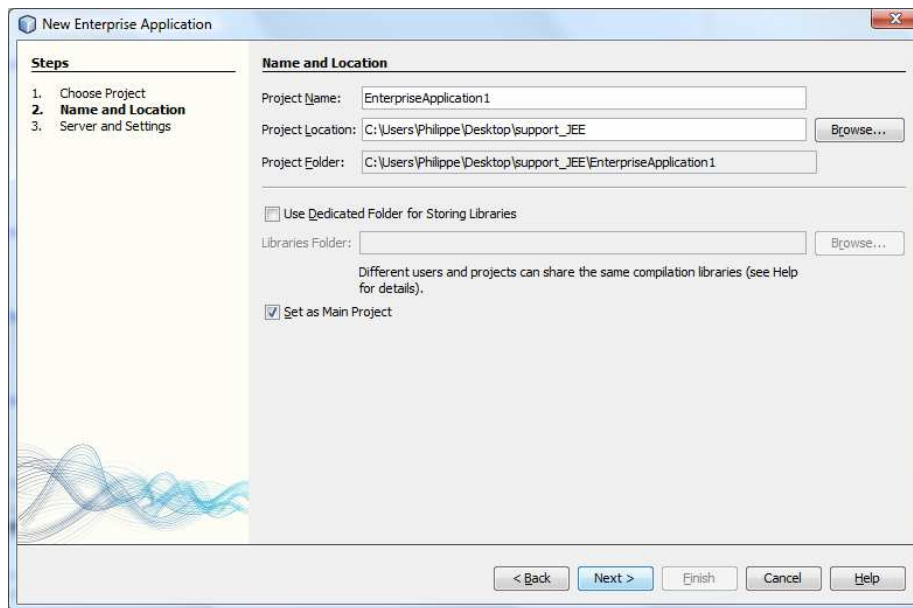 New Enterprise Application
Steps
1. Choose Project
2. Name and Location
3. Server and Settings
Name and Location
Project Name: EnterpriseApplication1
Project Location: C:\Users\Philippe\Desktop\support_JEE Browse...
Project Folder: C:\Users\Philippe\Desktop\support_JEE\EnterpriseApplication1
Use Dedicated Folder for Storing Libraries
Libraries Folder: Browse...
Different users and projects can share the same compilation libraries (see Help
for details).
Set as Main Project
< Back Next > Finish Cancel Help